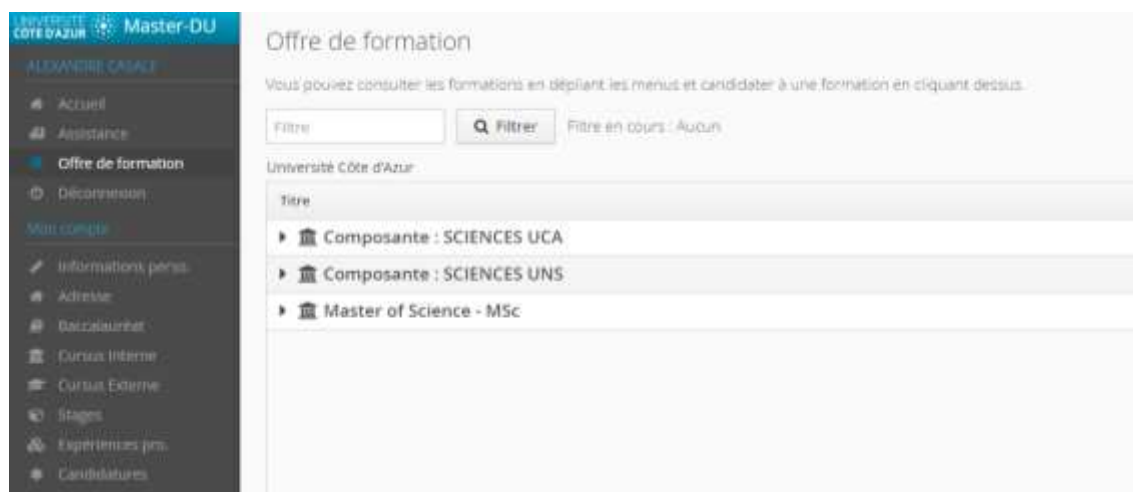 UNIVERSITÉ
CÔTE D'AZUR
Master-DU
ALEXANDRE CASALE
Accueil
Assistance
Offre de formation
Déconnexion
Mon compte
Informations perso.
Adresse
Baccalauréat
Cursus Interne
Cursus Externe
Stages
Expériences pro.
Candidatures
Offre de formation
Vous pouvez consulter les formations en dépliant les menus et candidater à une formation en cliquant dessus.
Filtre
Filtrer
Filtre en cours : Aucun
Université Côte d'Azur
Titre
Composante : SCIENCES UCA
Composante : SCIENCES UNS
Master of Science - MSc